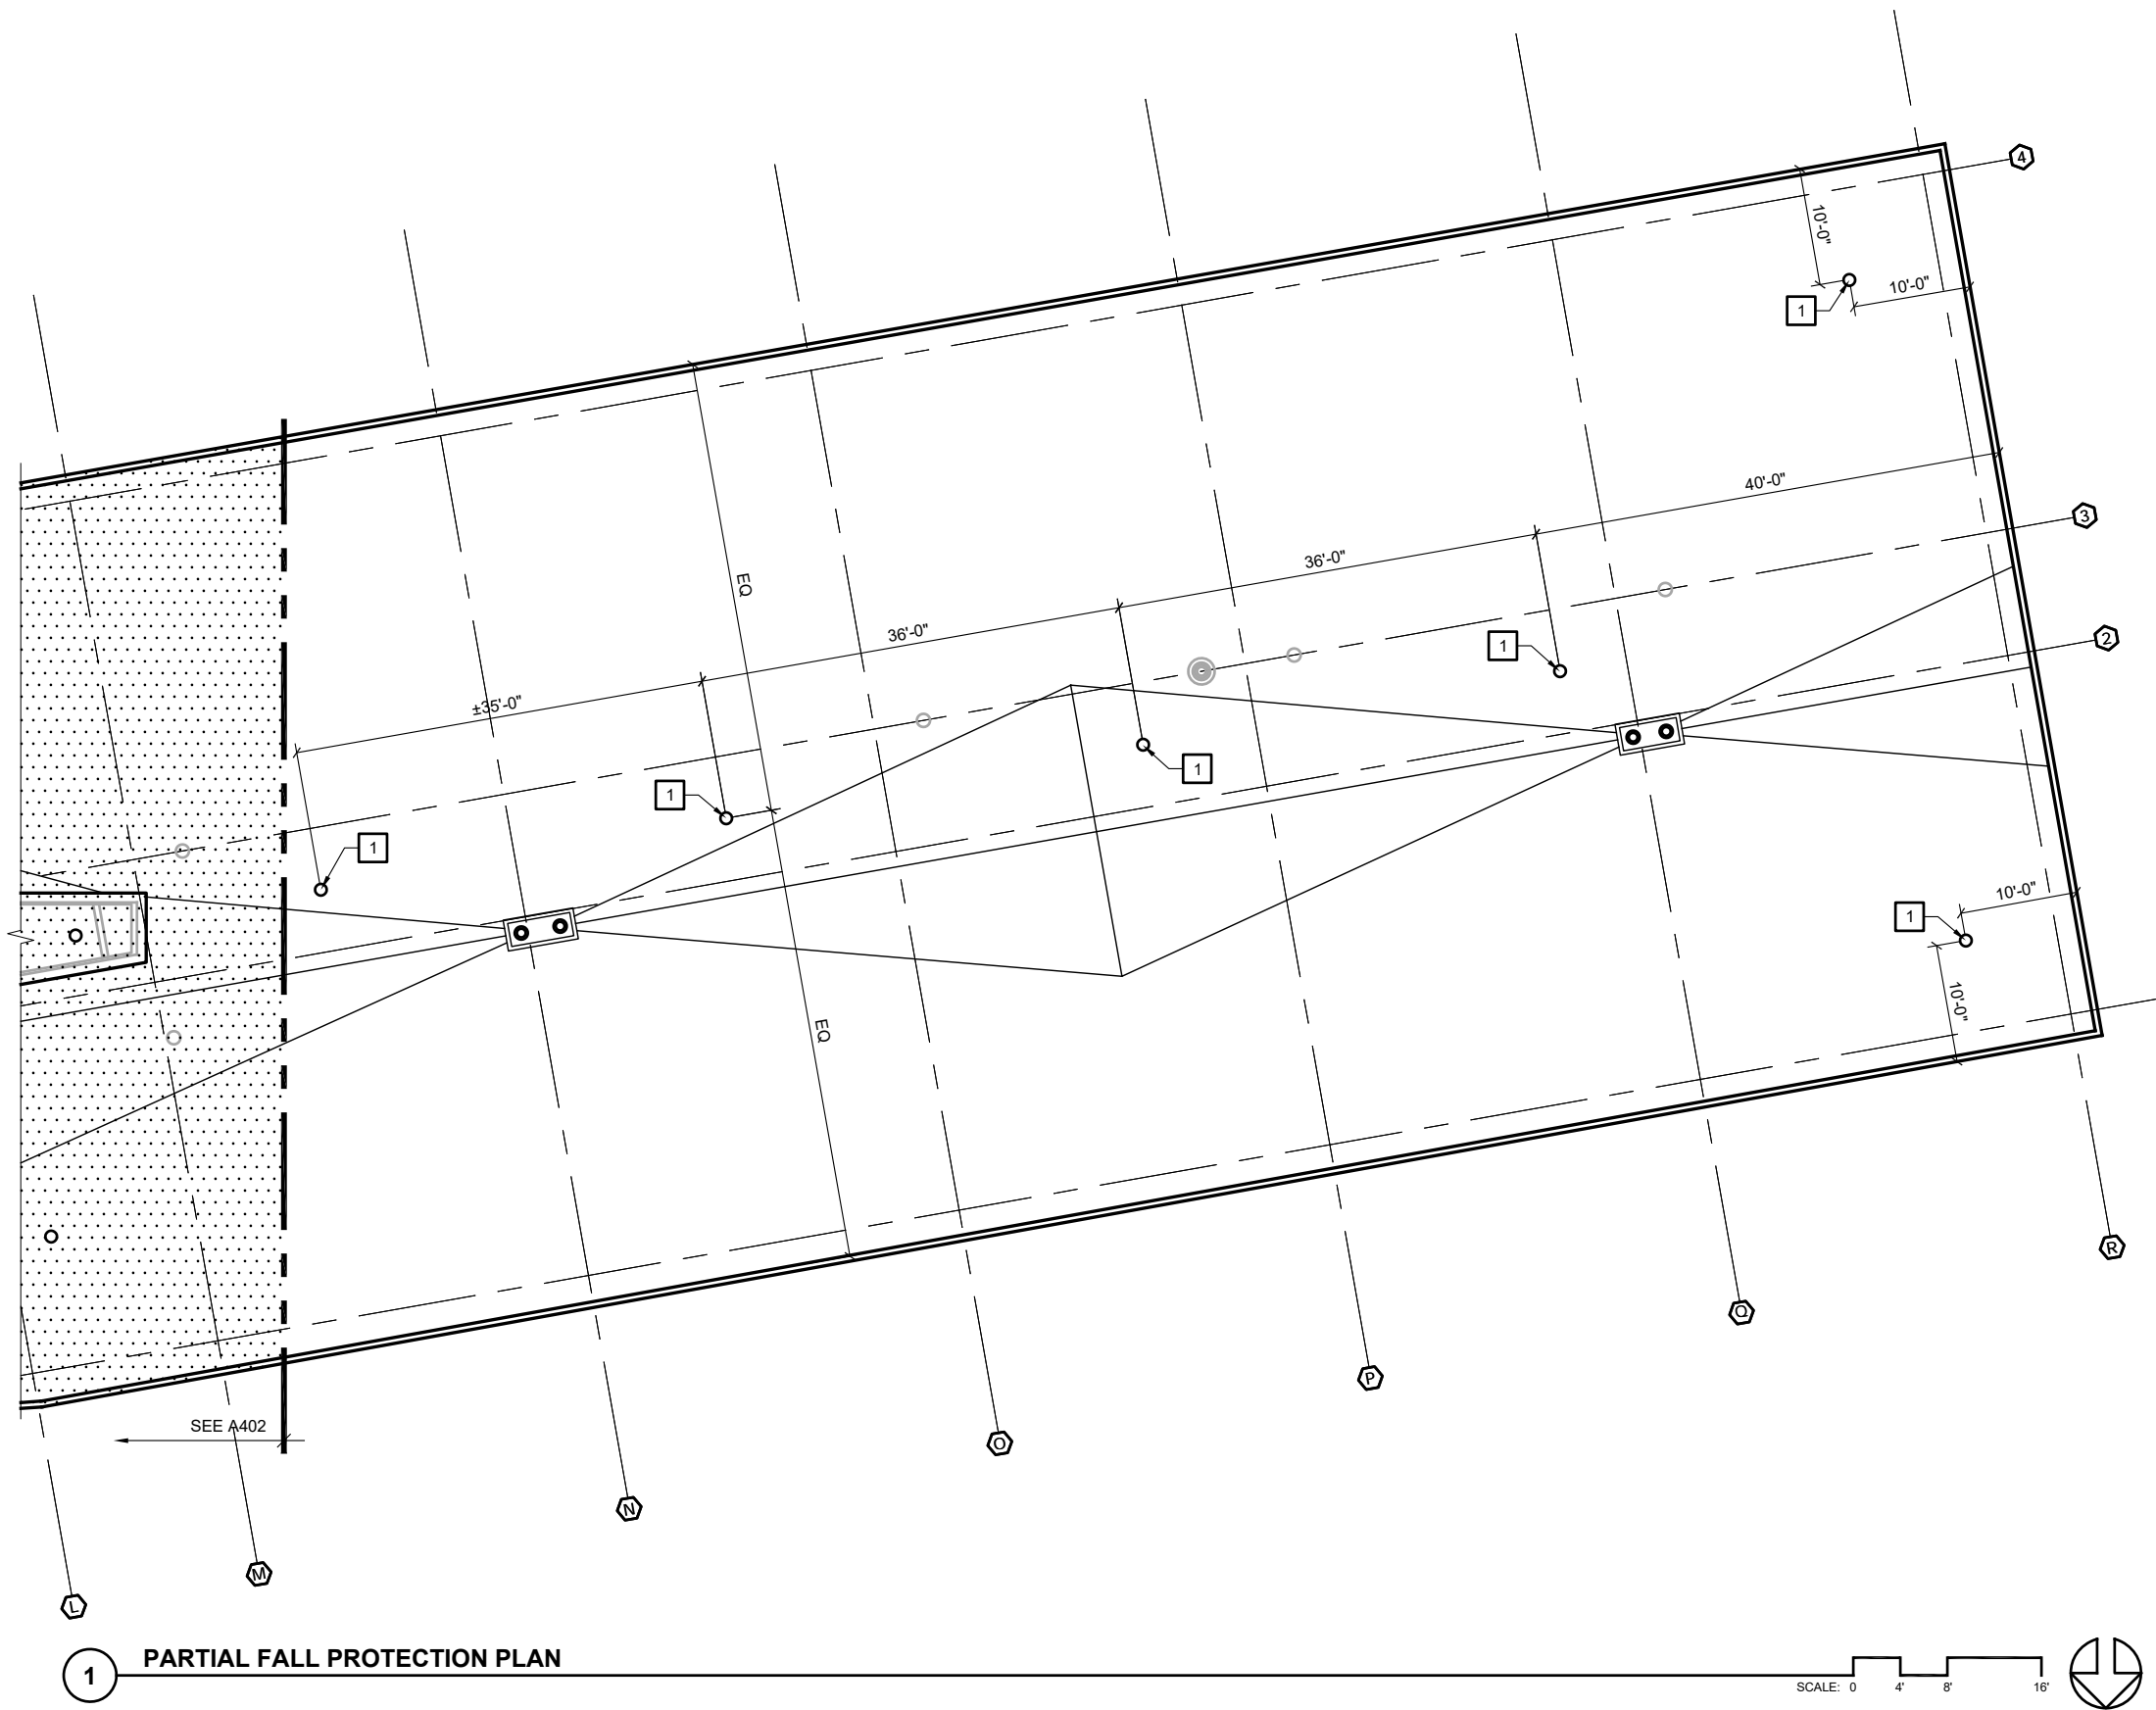 4
10'-0"
10'-0"
1
40'-0"
3
36'-0"
EQ
36'-0"
1
2
±35'-0"
1
1
1
10'-0"
1
10'-0"
EQ
R
Q
P
SEE A402
O
N
M
L
1
PARTIAL FALL PROTECTION PLAN
SCALE: 0 4' 8' 16'